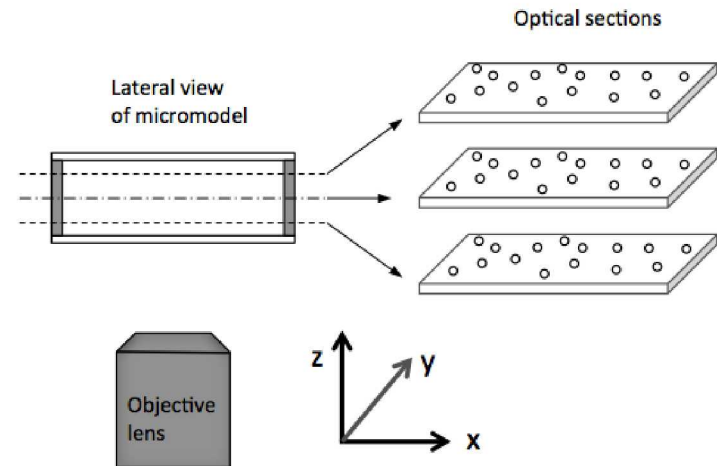 Optical sections
Lateral view
of micromodel
Objective
lens
z
y
x